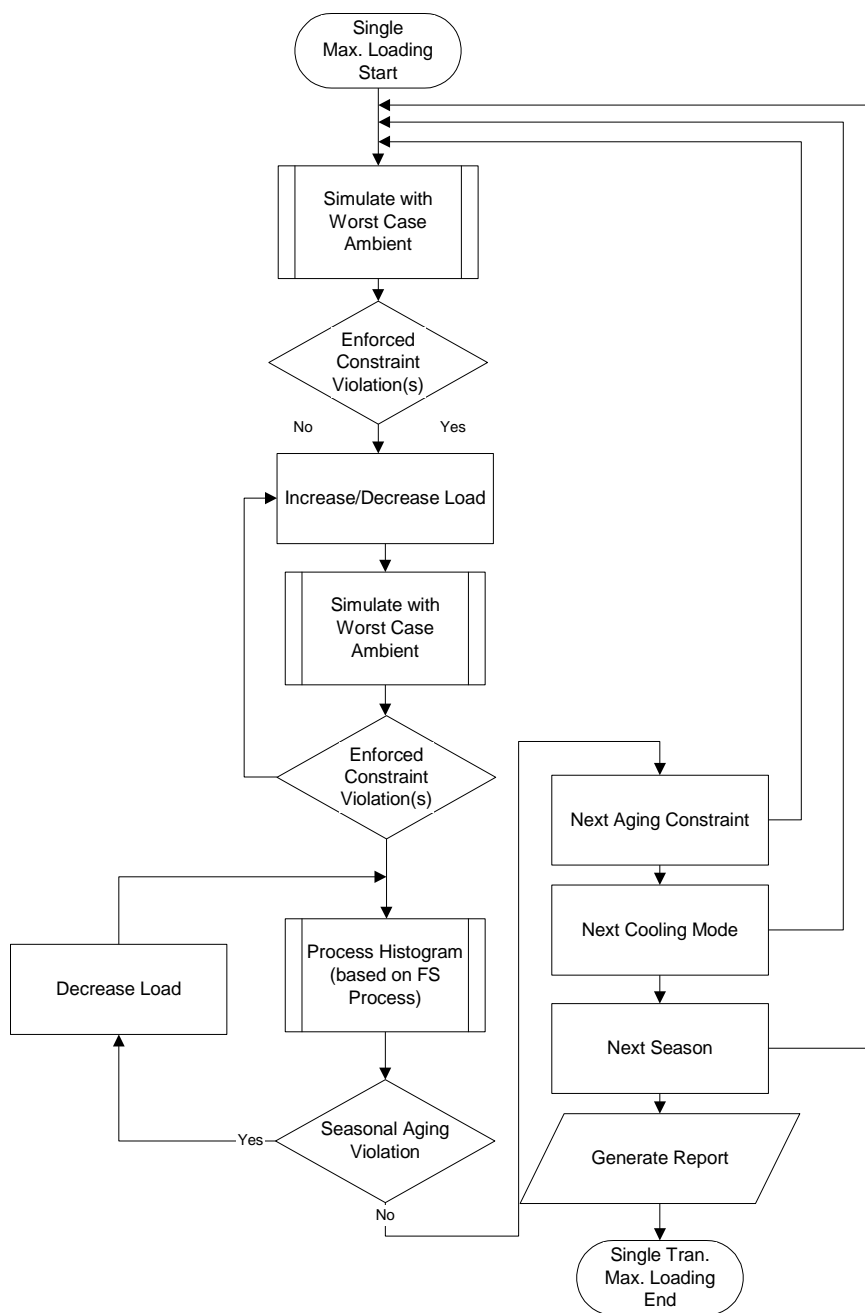 Single
Max. Loading
Start
Simulate with
Worst Case
Ambient
Enforced
Constraint
Violation(s)
No
Yes
Increase/Decrease Load
Simulate with
Worst Case
Ambient
Enforced
Constraint
Violation(s)
Next Aging Constraint
Process Histogram
(based on FS
Process)
Next Cooling Mode
Decrease Load
Next Season
Yes
Seasonal Aging
Violation
No
Generate Report
Single Tran.
Max. Loading
End